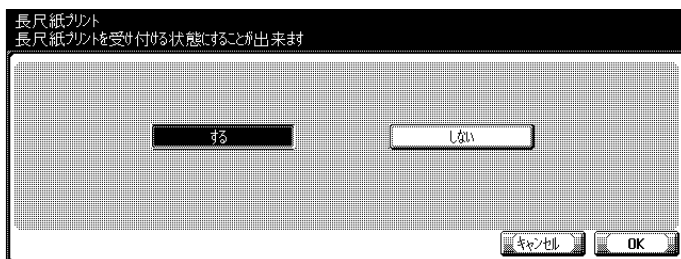 長尺紙プリント
長尺紙プリントを受け付ける状態にすることが出来ます
する
しない
キャンセル
OK